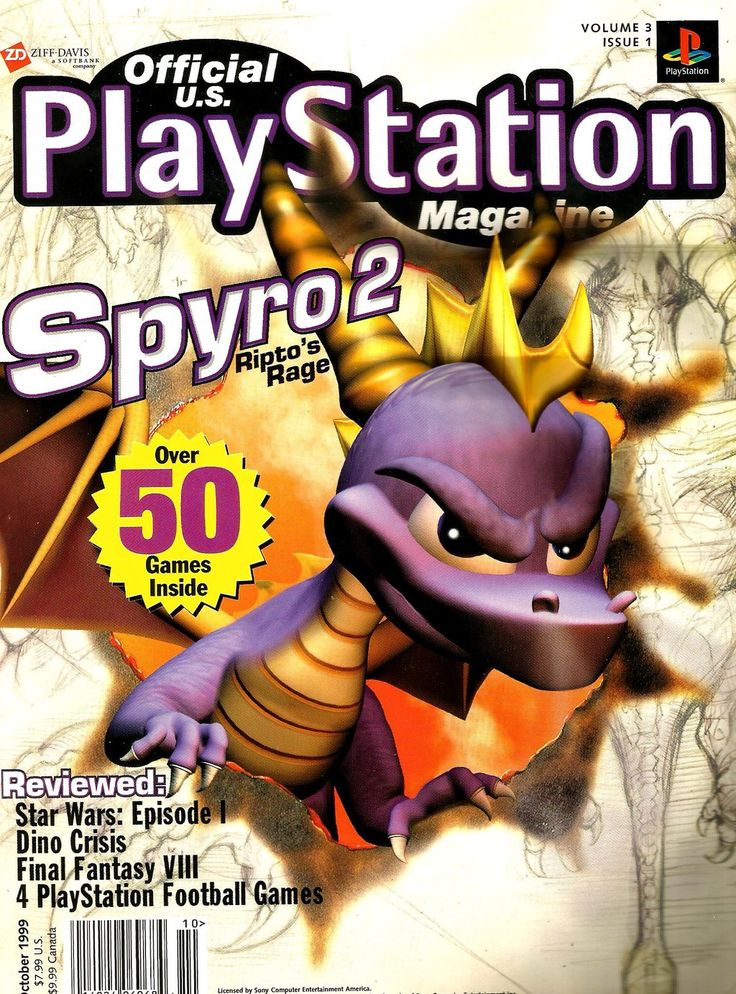 ZD ZIFF-DAVIS
a SOFTBANK
company
VOLUME 3
ISSUE 1
PlayStation
Official
U.S.
PlayStation
Magazine
Spyro 2
Ripto's
Rage
Over
50
Games
Inside
Reviewed:
Star Wars: Episode I
Dino Crisis
Final Fantasy VIII
4 PlayStation Football Games
October 1999
$7.99 U.S.
$9.99 Canada
10>
Licensed by Sony Computer Entertainment America.